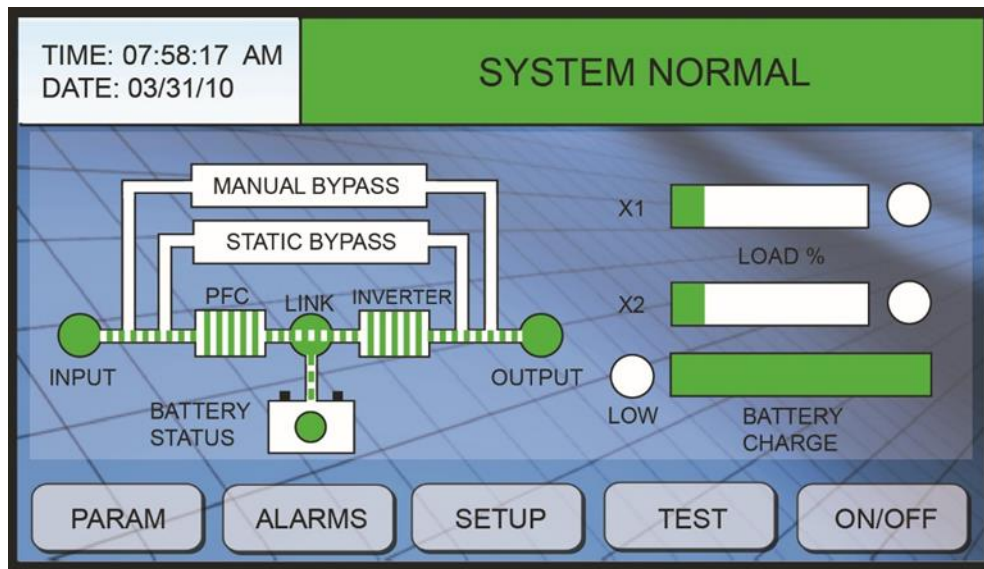 TIME: 07:58:17 AM
DATE: 03/31/10
SYSTEM NORMAL
MANUAL BYPASS
STATIC BYPASS
PFC
LINK
INVERTER
INPUT
OUTPUT
BATTERY
STATUS
X1
LOAD %
X2
LOW
BATTERY
CHARGE
PARAM
ALARMS
SETUP
TEST
ON/OFF